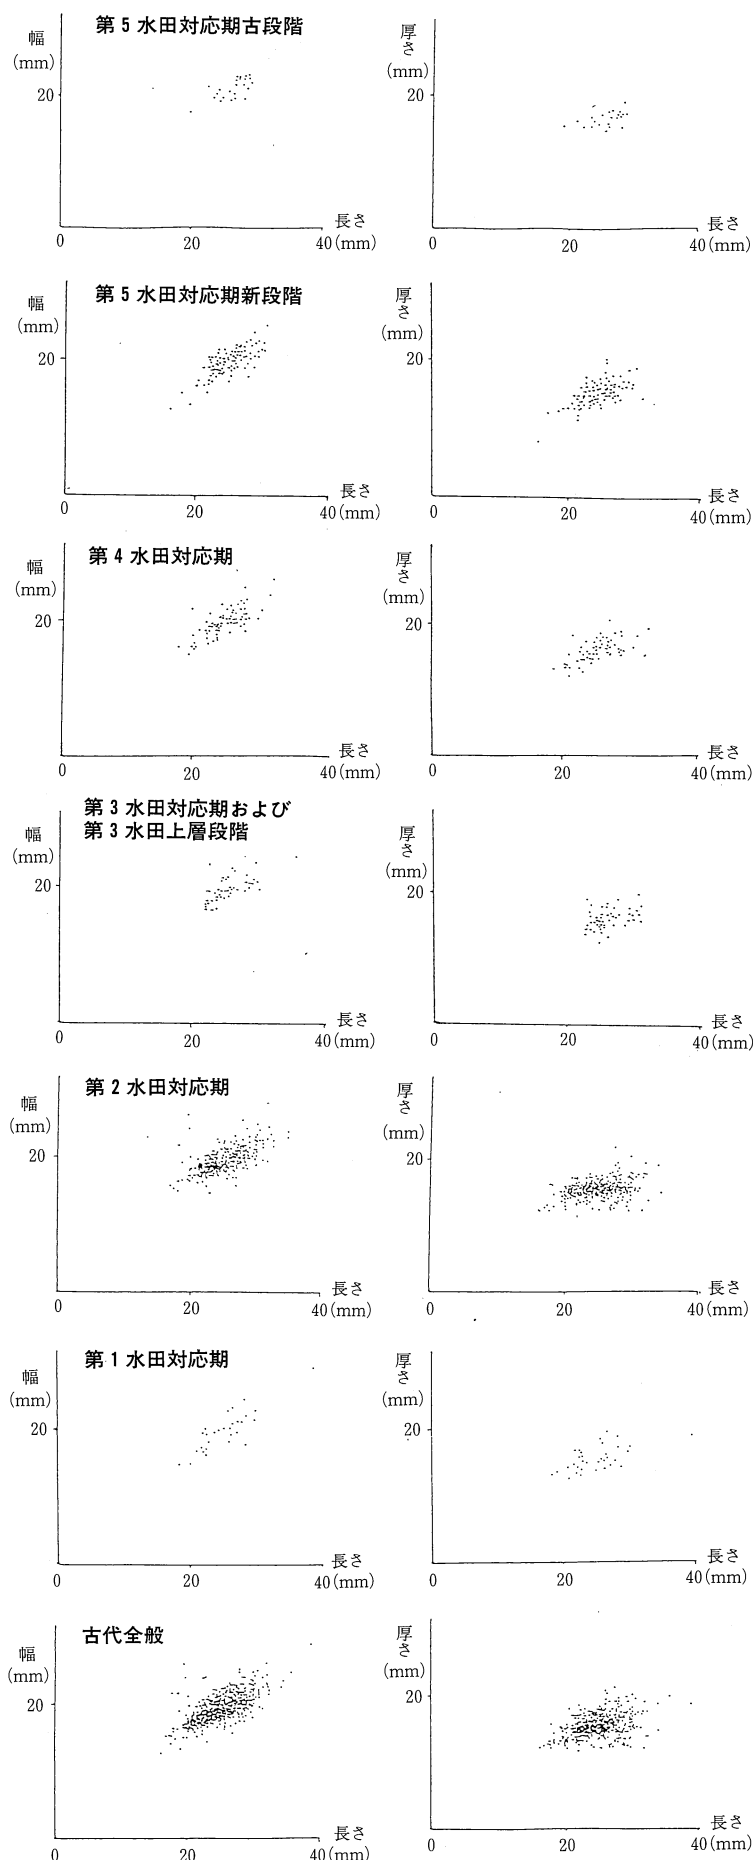 第5水田対応期古段階
幅
(mm)
20
0 20 40(mm)
長さ
厚さ
(mm)
20
0 20 40(mm)
長さ
第5水田対応期新段階
幅
(mm)
20
0 20 40(mm)
長さ
厚さ
(mm)
20
0 20 40(mm)
長さ
第4水田対応期
幅
(mm)
20
0 20 40(mm)
長さ
厚さ
(mm)
20
0 20 40(mm)
長さ
第3水田対応期および
第3水田上層段階
幅
(mm)
20
0 20 40(mm)
長さ
厚さ
(mm)
20
0 20 40(mm)
長さ
第2水田対応期
幅
(mm)
20
0 20 40(mm)
長さ
厚さ
(mm)
20
0 20 40(mm)
長さ
第1水田対応期
幅
(mm)
20
0 20 40(mm)
長さ
厚さ
(mm)
20
0 20 40(mm)
長さ
古代全般
幅
(mm)
20
0 20 40(mm)
長さ
厚さ
(mm)
20
0 20 40(mm)
長さ